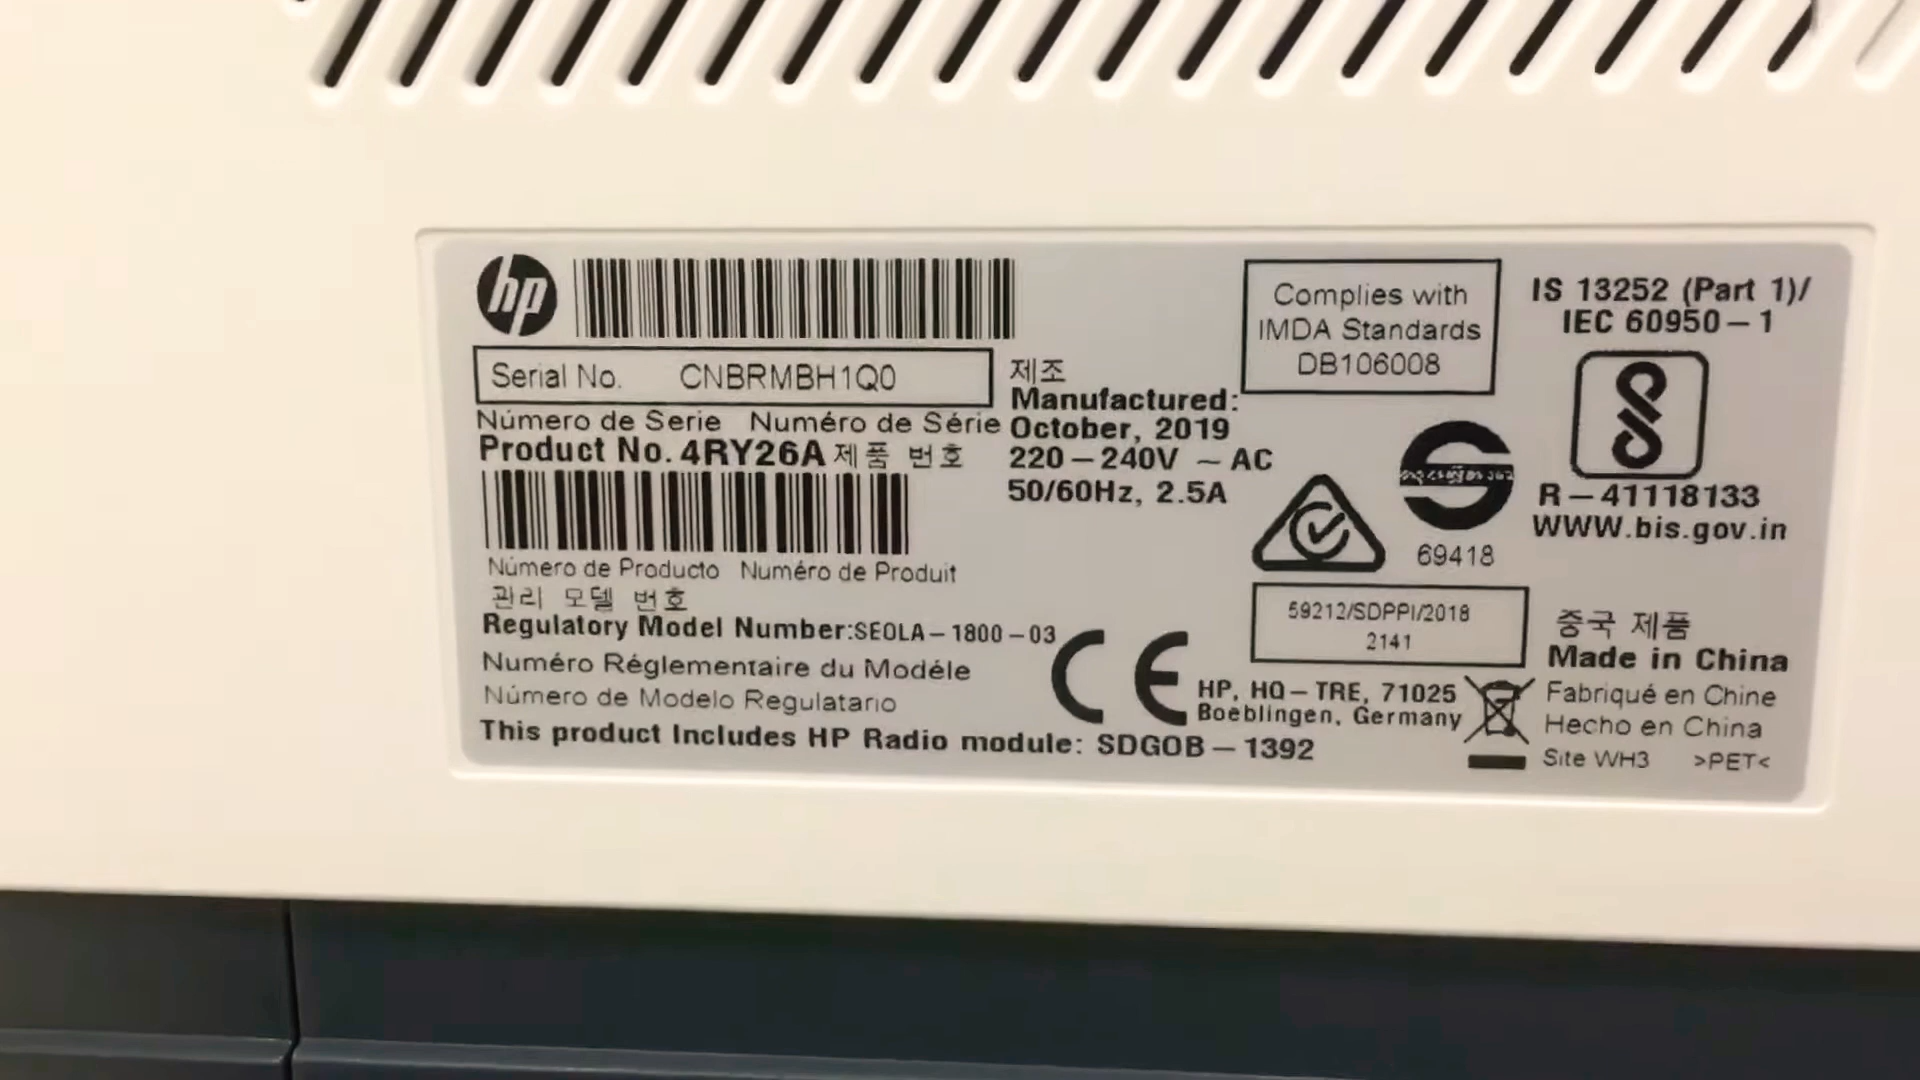 hp
Serial No. CNBRMBH1Q0
Número de Serie Numéro de Série
Product No. 4RY26A 제품 번호
Número de Producto Numéro de Produit
관리 모델 번호
Regulatory Model Number:SEOLA-1800-03
Numéro Réglementaire du Modéle
Número de Modelo Regulatario
This product Includes HP Radio module: SDGOB-1392
제조
Manufactured:
October, 2019
220-240V ~ AC
50/60Hz, 2.5A
Complies with
IMDA Standards
DB106008
69418
59212/SDPPI/2018
2141
CE
HP, HQ-TRE, 71025
Boeblingen, Germany
IS 13252 (Part 1)/
IEC 60950-1
R-41118133
WWW.bis.gov.in
중국 제품
Made in China
Fabriqué en Chine
Hecho en China
Site WH3 >PET<